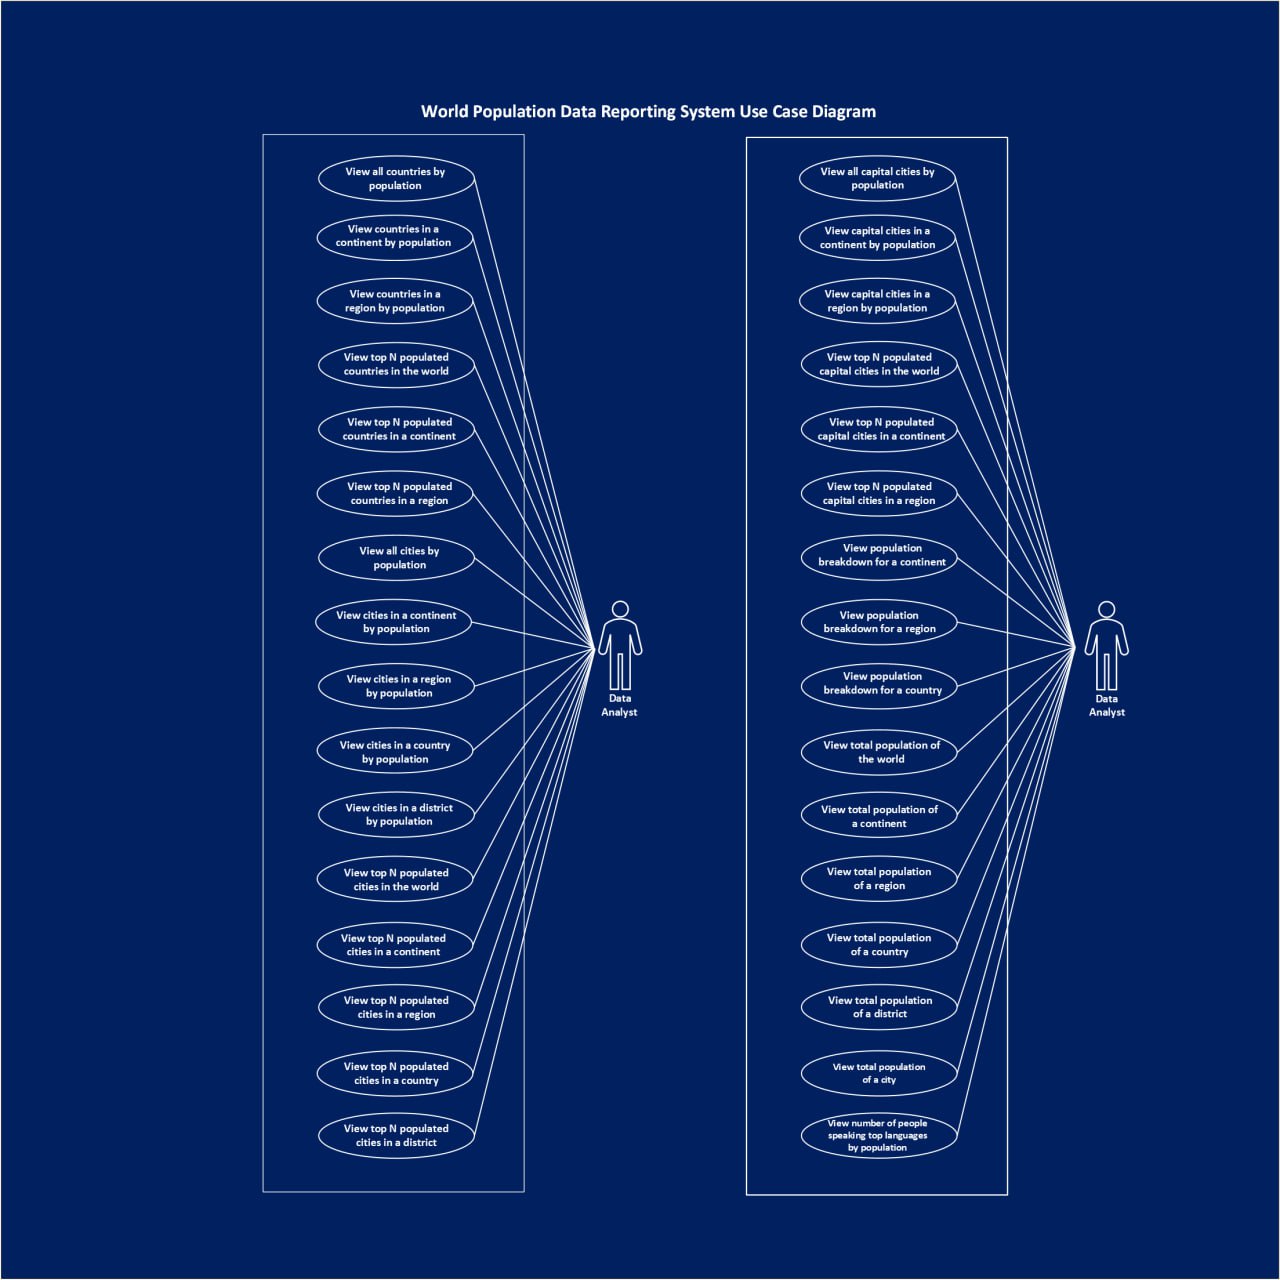 World Population Data Reporting System Use Case Diagram
View all countries by
population
View countries in a
continent by population
View countries in a
region by population
View top N populated
countries in the world
View top N populated
countries in a continent
View top N populated
countries in a region
View all cities by
population
View cities in a continent
by population
View cities in a region
by population
View cities in a country
by population
View cities in a district
by population
View top N populated
cities in the world
View top N populated
cities in a continent
View top N populated
cities in a region
View top N populated
cities in a country
View top N populated
cities in a district
Data
Analyst
View all capital cities by
population
View capital cities in a
continent by population
View capital cities in a
region by population
View top N populated
capital cities in the world
View top N populated
capital cities in a continent
View top N populated
capital cities in a region
View population
breakdown for a continent
View population
breakdown for a region
View population
breakdown for a country
View total population of
the world
View total population of
a continent
View total population
of a region
View total population
of a country
View total population
of a district
View total population
of a city
View number of people
speaking top languages
by population
Data
Analyst